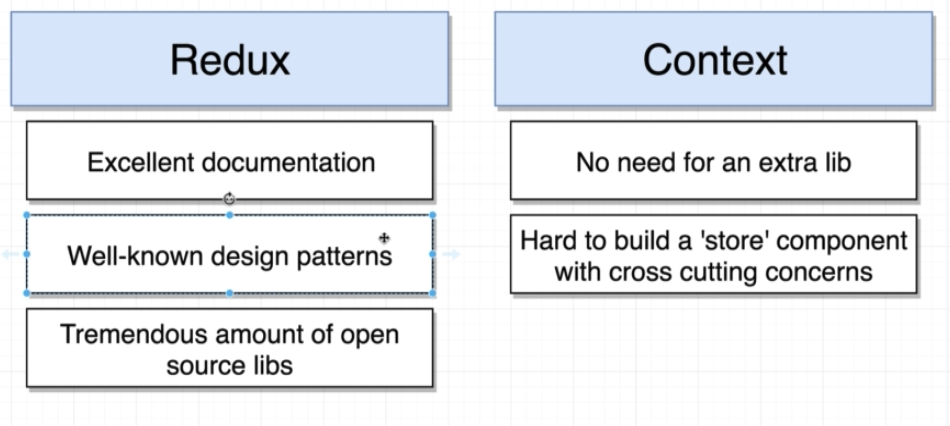 Redux
Excellent documentation
Well-known design patterns
Tremendous amount of open
source libs
Context
No need for an extra lib
Hard to build a 'store' component
with cross cutting concerns